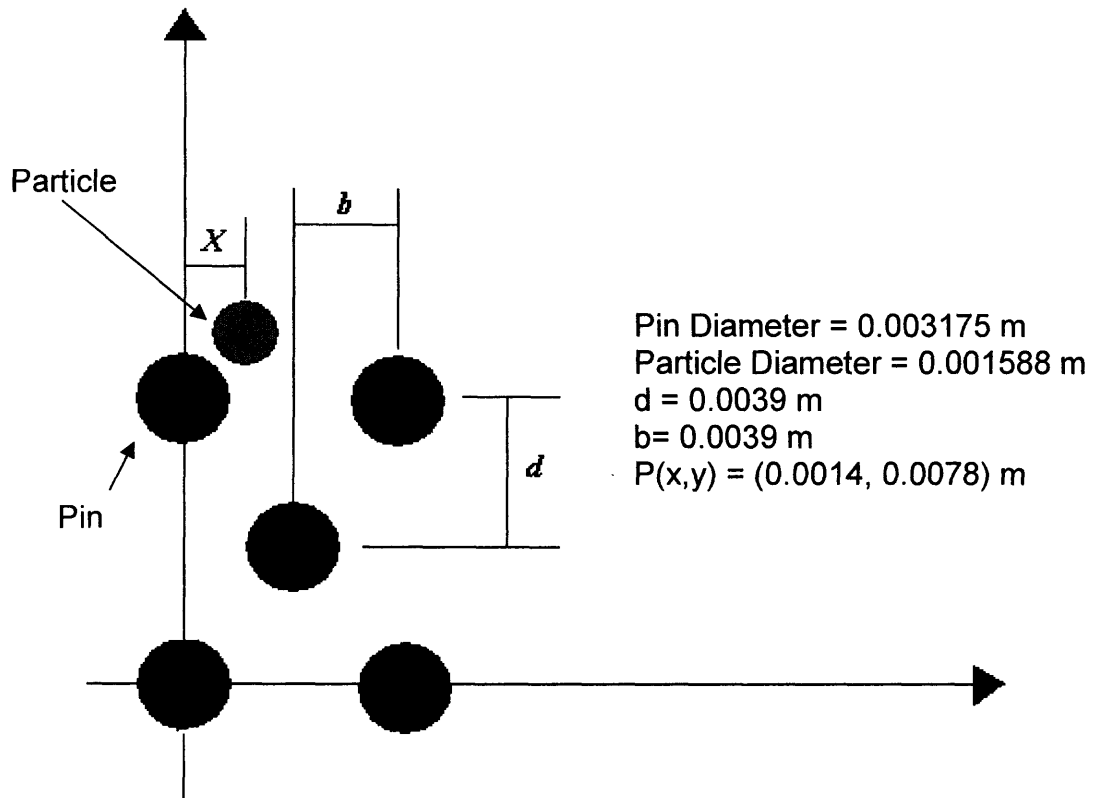 Particle
b
X
Pin Diameter = 0.003175 m
Particle Diameter = 0.001588 m
d = 0.0039 m
b= 0.0039 m
P(x,y) = (0.0014, 0.0078) m
d
Pin